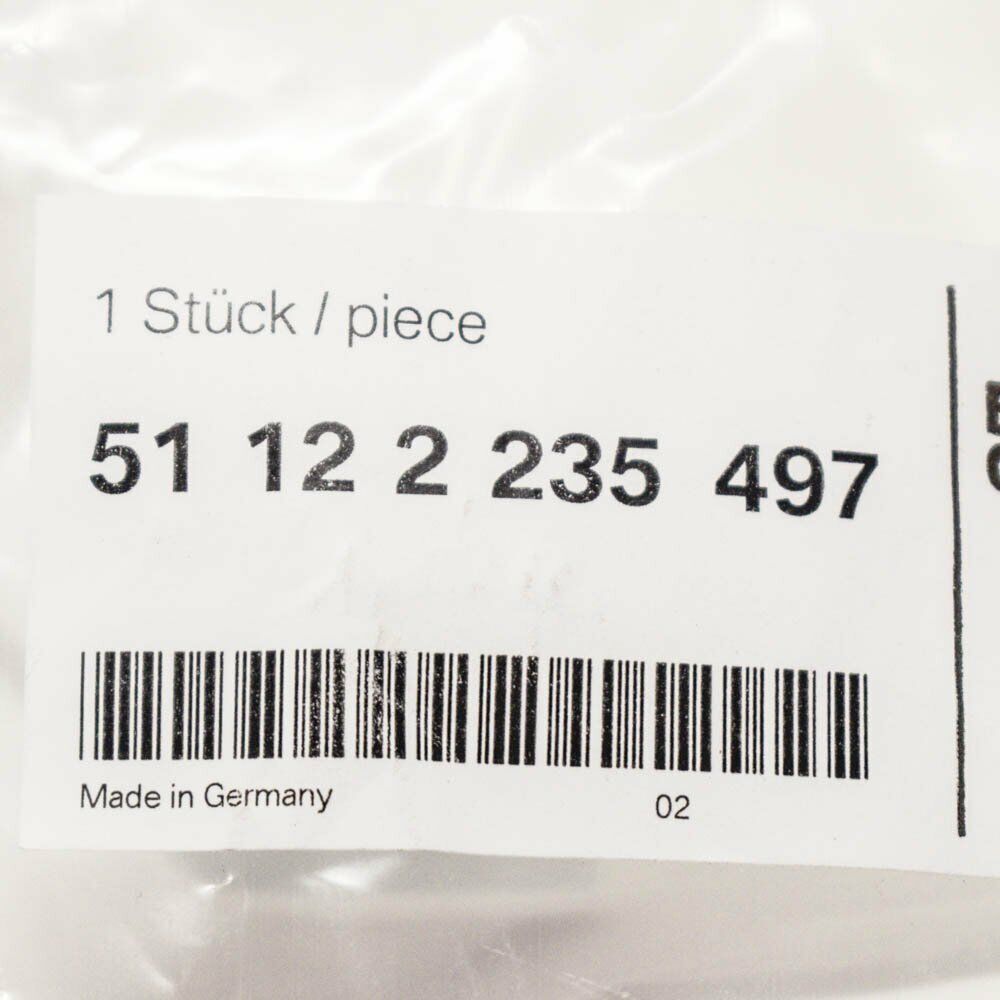 1 Stück / piece
51 12 2 235 497
Made in Germany 02